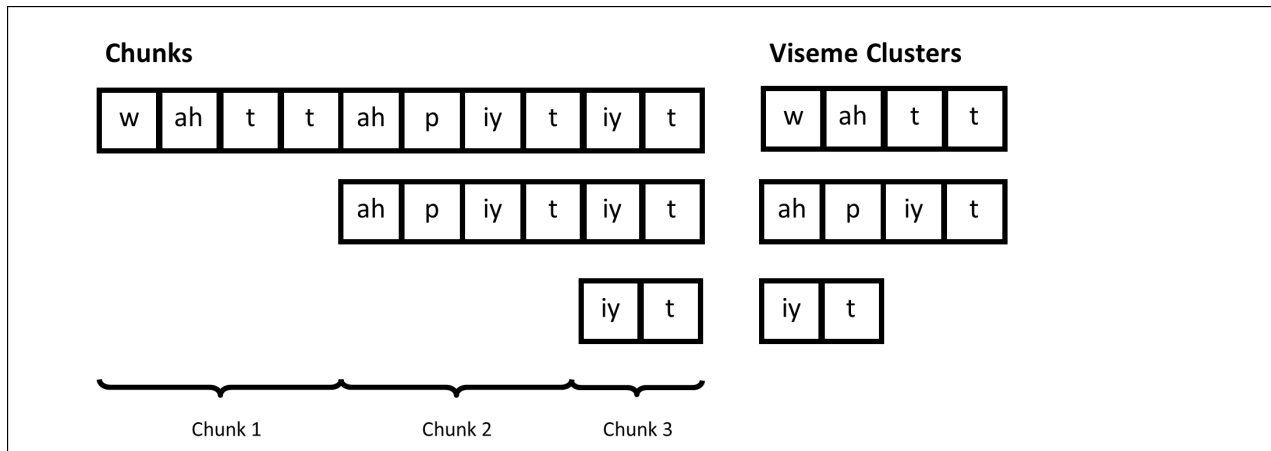 Chunks Viseme Clusters
w ah t t ah p iy t iy t w ah t t
ah p iy t iy t ah p iy t
iy t iy t
Chunk 1 Chunk 2 Chunk 3